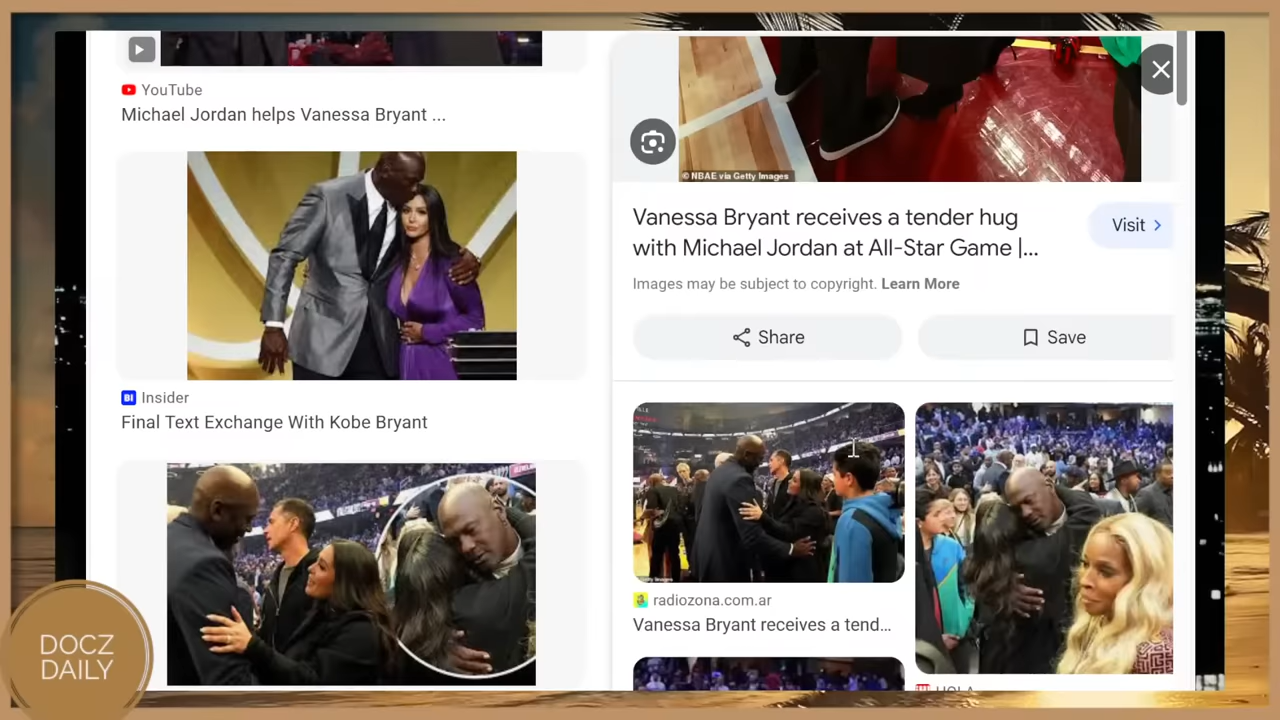 YouTube
Michael Jordan helps Vanessa Bryant ...
BI Insider
Final Text Exchange With Kobe Bryant
© NBAE via Getty Images
Vanessa Bryant receives a tender hug
with Michael Jordan at All-Star Game |...
Visit
Images may be subject to copyright. Learn More
Share
Save
radiozona.com.ar
Vanessa Bryant receives a tend...
HOLA
DOCZ
DAILY